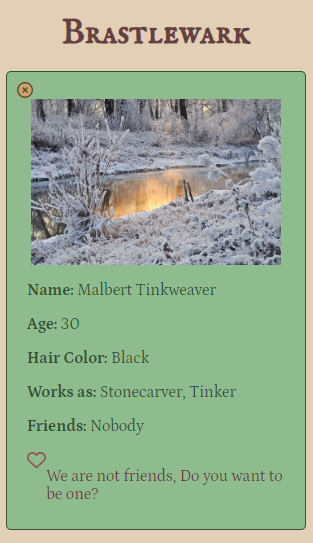 Brastlewark
Name: Malbert Tinkweaver
Age: 30
Hair Color: Black
Works as: Stonecarver, Tinker
Friends: Nobody
We are not friends, Do you want to
be one?